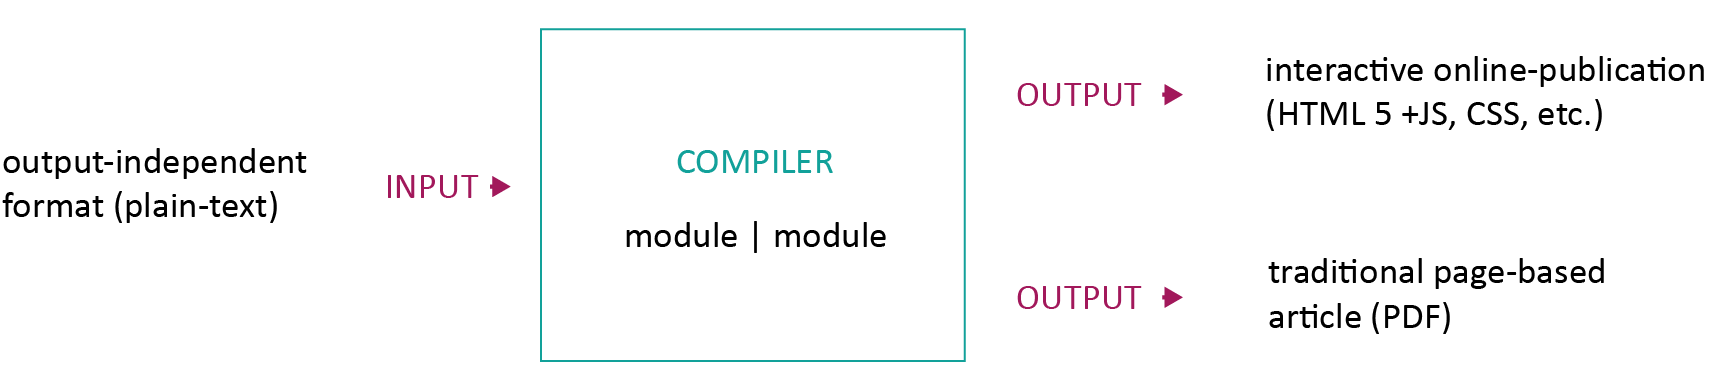 output-independent
format (plain-text)
INPUT
COMPILER
module | module
OUTPUT
interactive online-publication
(HTML 5 +JS, CSS, etc.)
OUTPUT
traditional page-based
article (PDF)